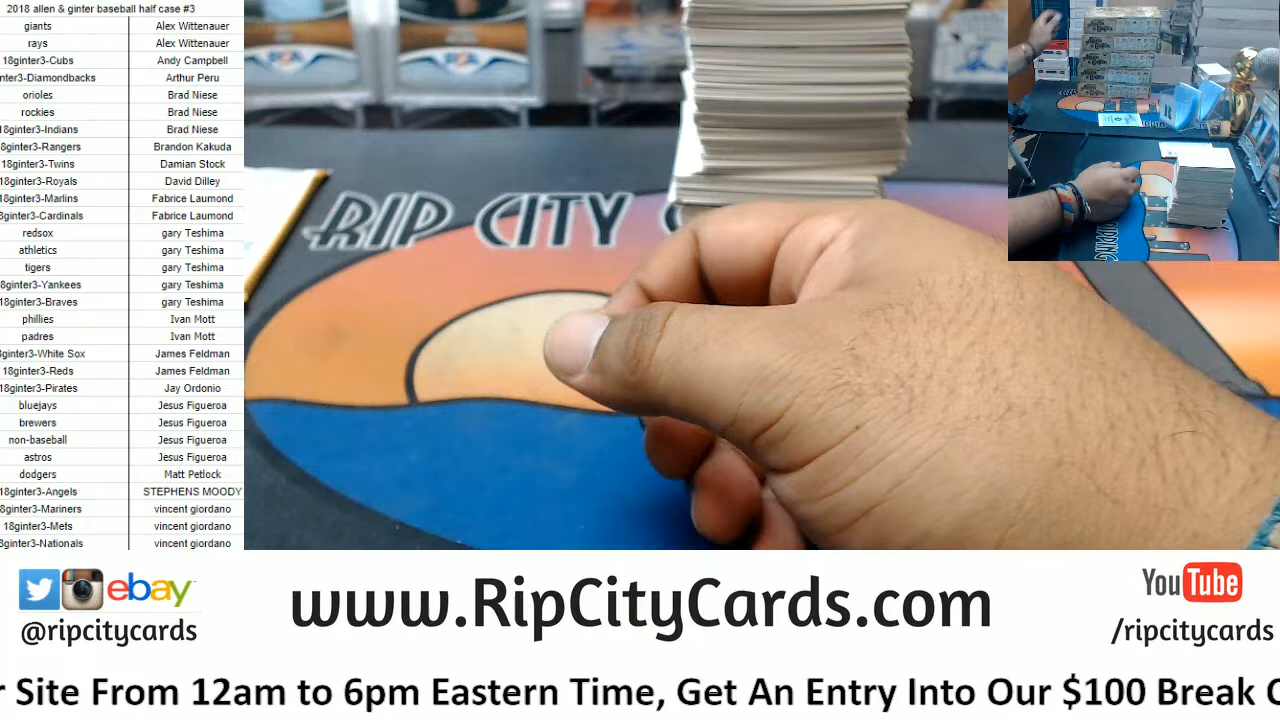 2018 allen & ginter baseball half case #3
giants Alex Wittenauer
rays Alex Wittenauer
18ginter3-Cubs Andy Campbell
nter3-Diamondbacks Arthur Peru
orioles Brad Niese
rockies Brad Niese
18ginter3-Indians Brad Niese
18ginter3-Rangers Brandon Kakuda
18ginter3-Twins Damian Stock
18ginter3-Royals David Dilley
18ginter3-Marlins Fabrice Laumond
8ginter3-Cardinals Fabrice Laumond
redsox gary Teshima
athletics gary Teshima
tigers gary Teshima
8ginter3-Yankees gary Teshima
18ginter3-Braves gary Teshima
phillies Ivan Mott
padres Ivan Mott
8ginter3-White Sox James Feldman
18ginter3-Reds James Feldman
18ginter3-Pirates Jay Ordonio
bluejays Jesus Figueroa
brewers Jesus Figueroa
non-baseball Jesus Figueroa
astros Jesus Figueroa
dodgers Matt Petlock
18ginter3-Angels STEPHENS MOODY
8ginter3-Mariners vincent giordano
18ginter3-Mets vincent giordano
8ginter3-Nationals vincent giordano
RIP CITY
ebay
@ripcitycards
www.RipCityCards.com
YouTube
/ripcitycards
r Site From 12am to 6pm Eastern Time, Get An Entry Into Our $100 Break